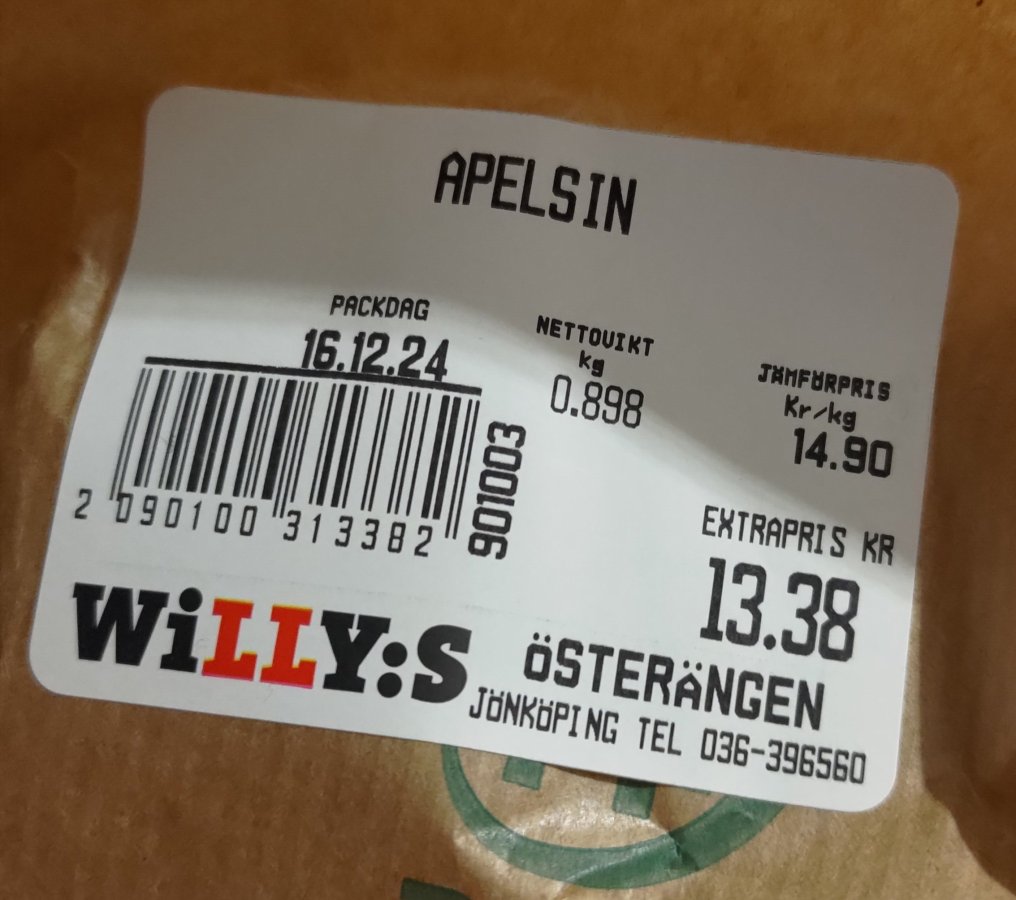 APELSIN
PACKDAG
16.12.24
NETTOVIKT
kg
0.898
JÄMFÖRPRIS
Kr/kg
14.90
2 090100 313382
901003
EXTRAPRIS KR
13.38
WiLLY:S
ÖSTERÄNGEN
JÖNKÖPING TEL 036-396560